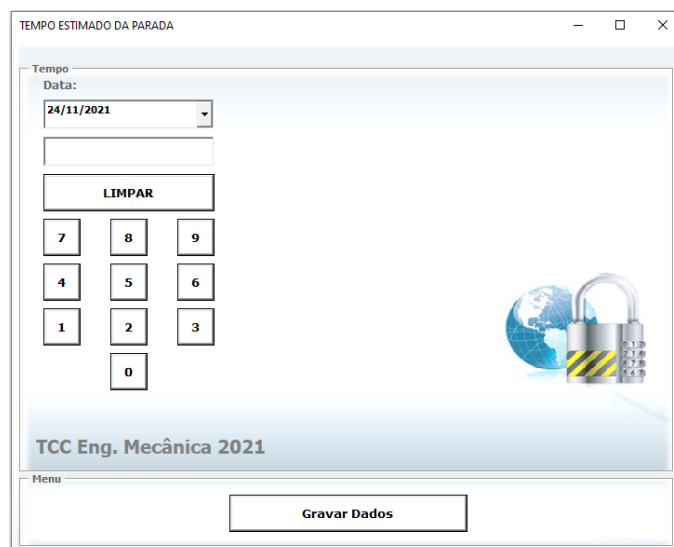 TEMPO ESTIMADO DA PARADA
Tempo
Data:
24/11/2021
LIMPAR
7 8 9
4 5 6
1 2 3
0
TCC Eng. Mecânica 2021
Menu
Gravar Dados